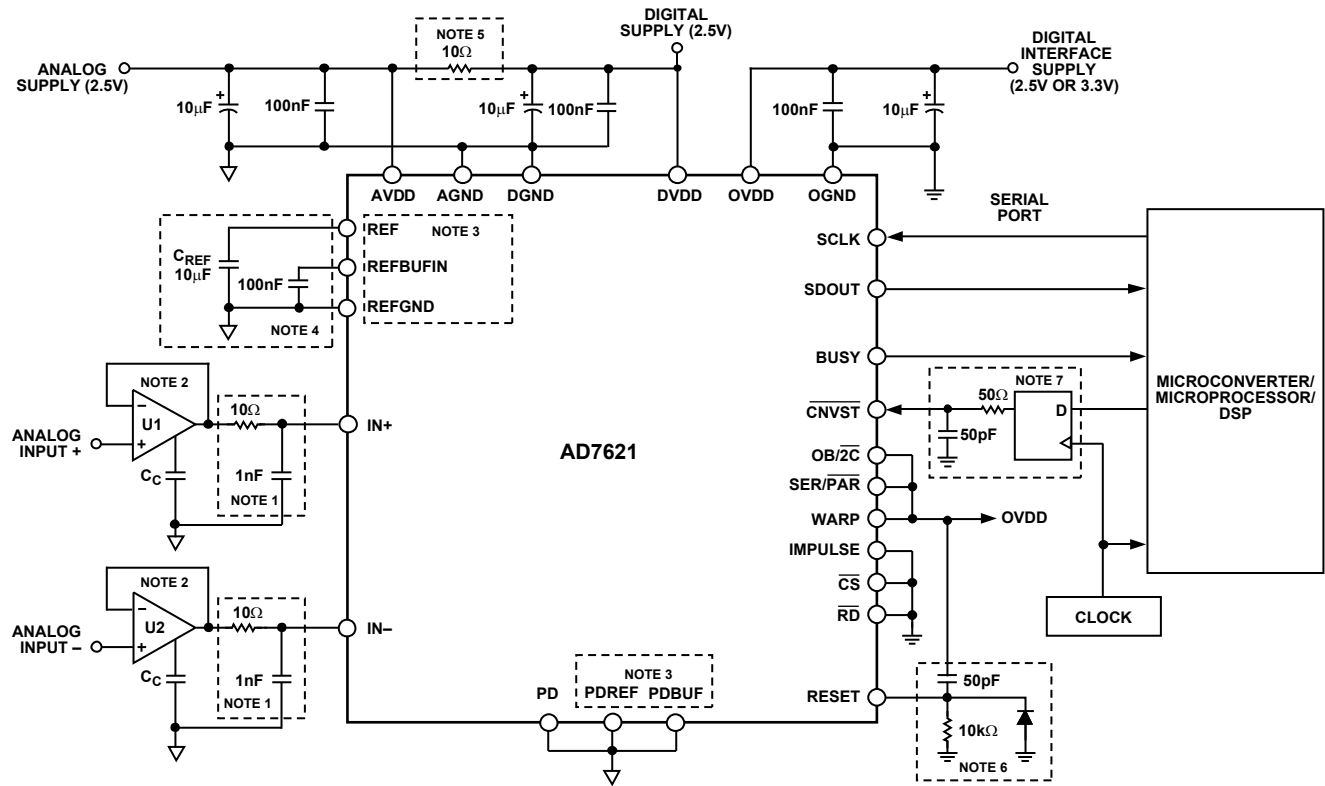 DIGITAL
SUPPLY (2.5V)
NOTE 5
10Ω
DIGITAL
INTERFACE
SUPPLY
(2.5V OR 3.3V)
ANALOG
SUPPLY (2.5V)
+
10μF
100nF
+
10μF
100nF
100nF
+
10μF
AVDD
AGND
DGND
DVDD
OVDD
OGND
SERIAL
PORT
REF
NOTE 3
CREF
10μF
REFBUFIN
100nF
REFGND
NOTE 4
SCLK
SDOUT
BUSY
MICROCONVERTER/
MICROPROCESSOR/
DSP
NOTE 7
50Ω
D
CNVST
50pF
NOTE 2
–
U1
+
10Ω
ANALOG
INPUT +
IN+
CC
1nF
NOTE 1
AD7621
OB/2C
SER/PAR
WARP
OVDD
IMPULSE
CS
RD
CLOCK
NOTE 2
–
U2
+
10Ω
ANALOG
INPUT –
IN–
CC
1nF
NOTE 1
NOTE 3
PD
PDREF
PDBUF
RESET
50pF
10kΩ
NOTE 6